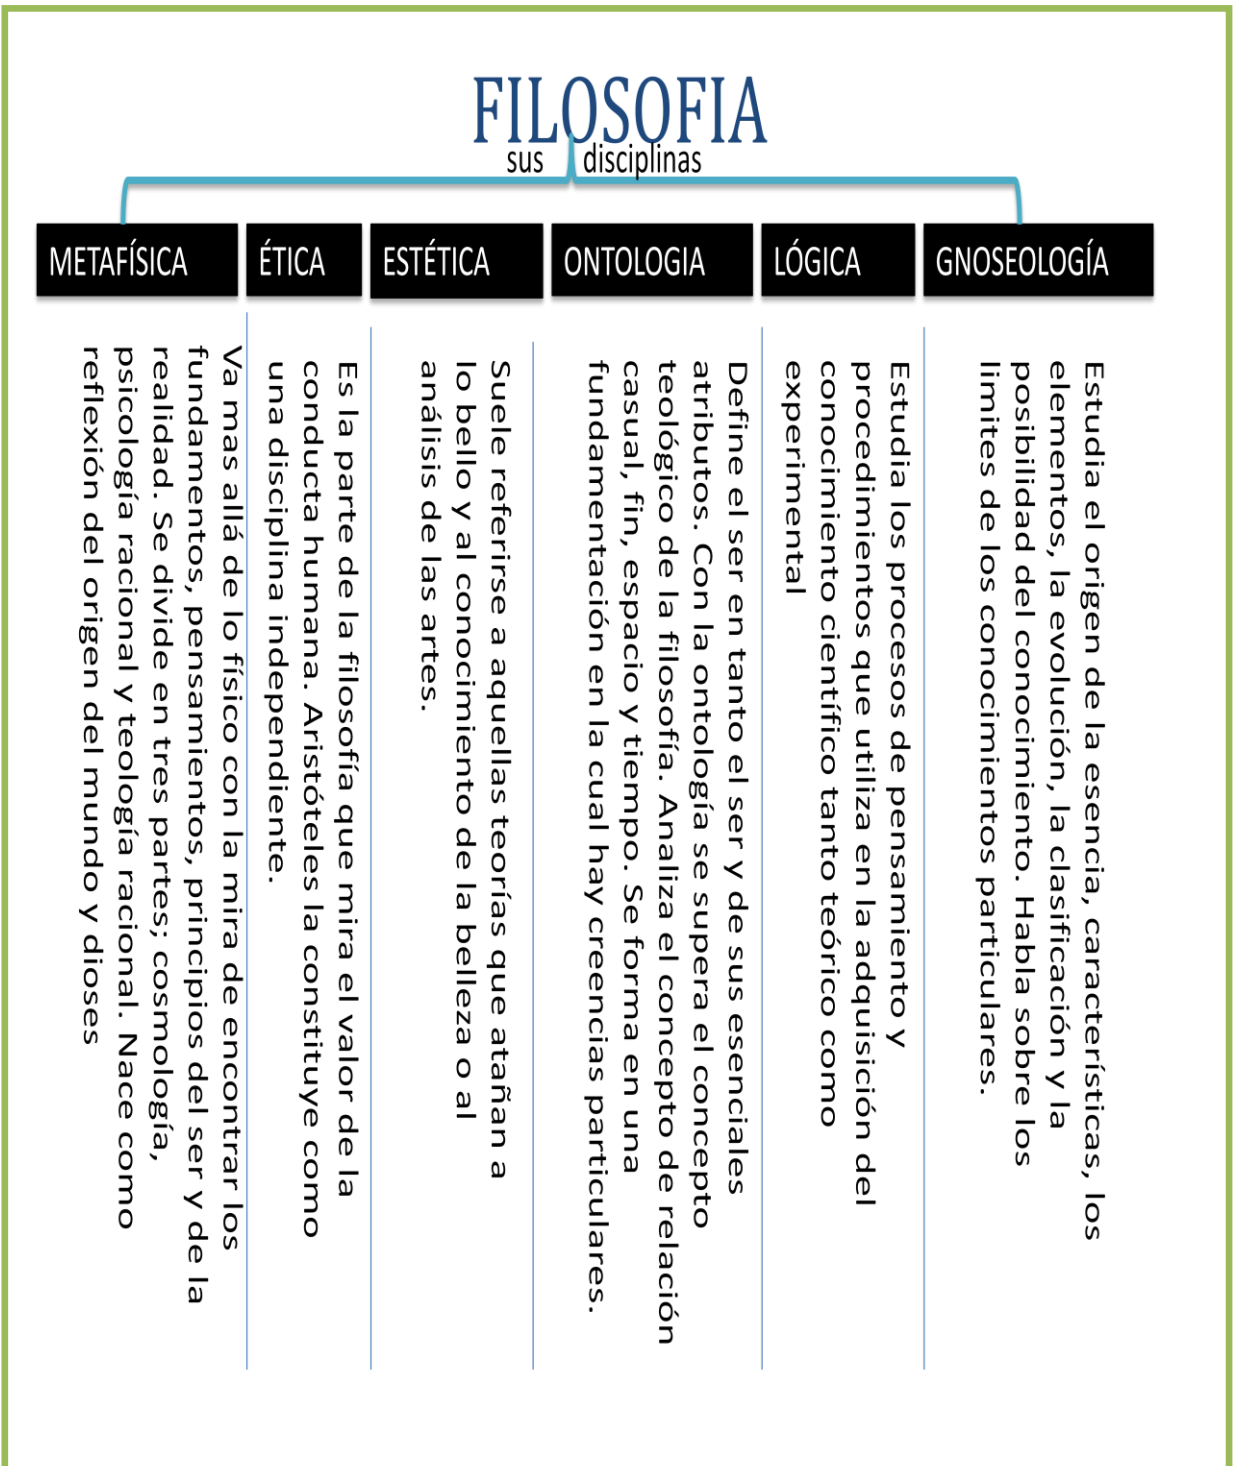 FILOSOFIA
sus disciplinas
METAFÍSICA
ÉTICA
ESTÉTICA
ONTOLOGIA
LÓGICA
GNOSEOLOGÍA
Va mas allá de lo físico con la mira de encontrar los
fundamentos, pensamientos, principios del ser y de la
realidad. Se divide en tres partes; cosmología,
psicología racional y teología racional. Nace como
reflexión del origen del mundo y dioses
Es la parte de la filosofía que mira el valor de la
conducta humana. Aristóteles la constituye como
una disciplina independiente.
Suele referirse a aquellas teorías que atañan a
lo bello y al conocimiento de la belleza o al
análisis de las artes.
Define el ser en tanto el ser y de sus esenciales
atributos. Con la ontología se supera el concepto
teológico de la filosofía. Analiza el concepto de relación
casual, fin, espacio y tiempo. Se forma en una
fundamentación en la cual hay creencias particulares.
Estudia los procesos de pensamiento y
procedimientos que utiliza en la adquisición del
conocimiento científico tanto teórico como
experimental
Estudia el origen de la esencia, características, los
elementos, la evolución, la clasificación y la
posibilidad del conocimiento. Habla sobre los
limites de los conocimientos particulares.